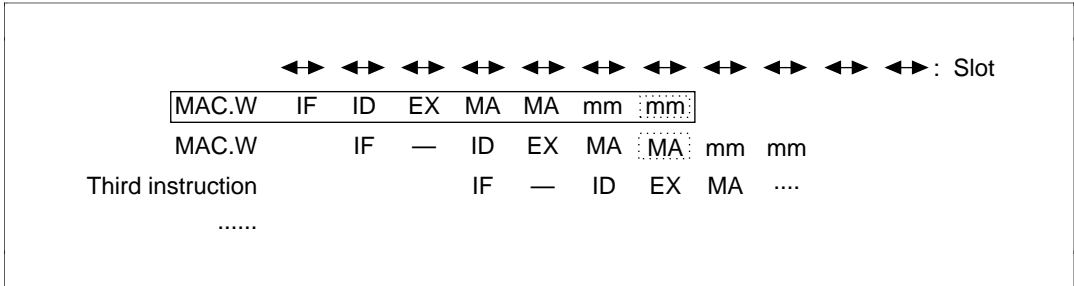 : Slot
MAC.W IF ID EX MA MA mm mm
MAC.W IF — ID EX MA MA mm mm
Third instruction IF — ID EX MA ....
......